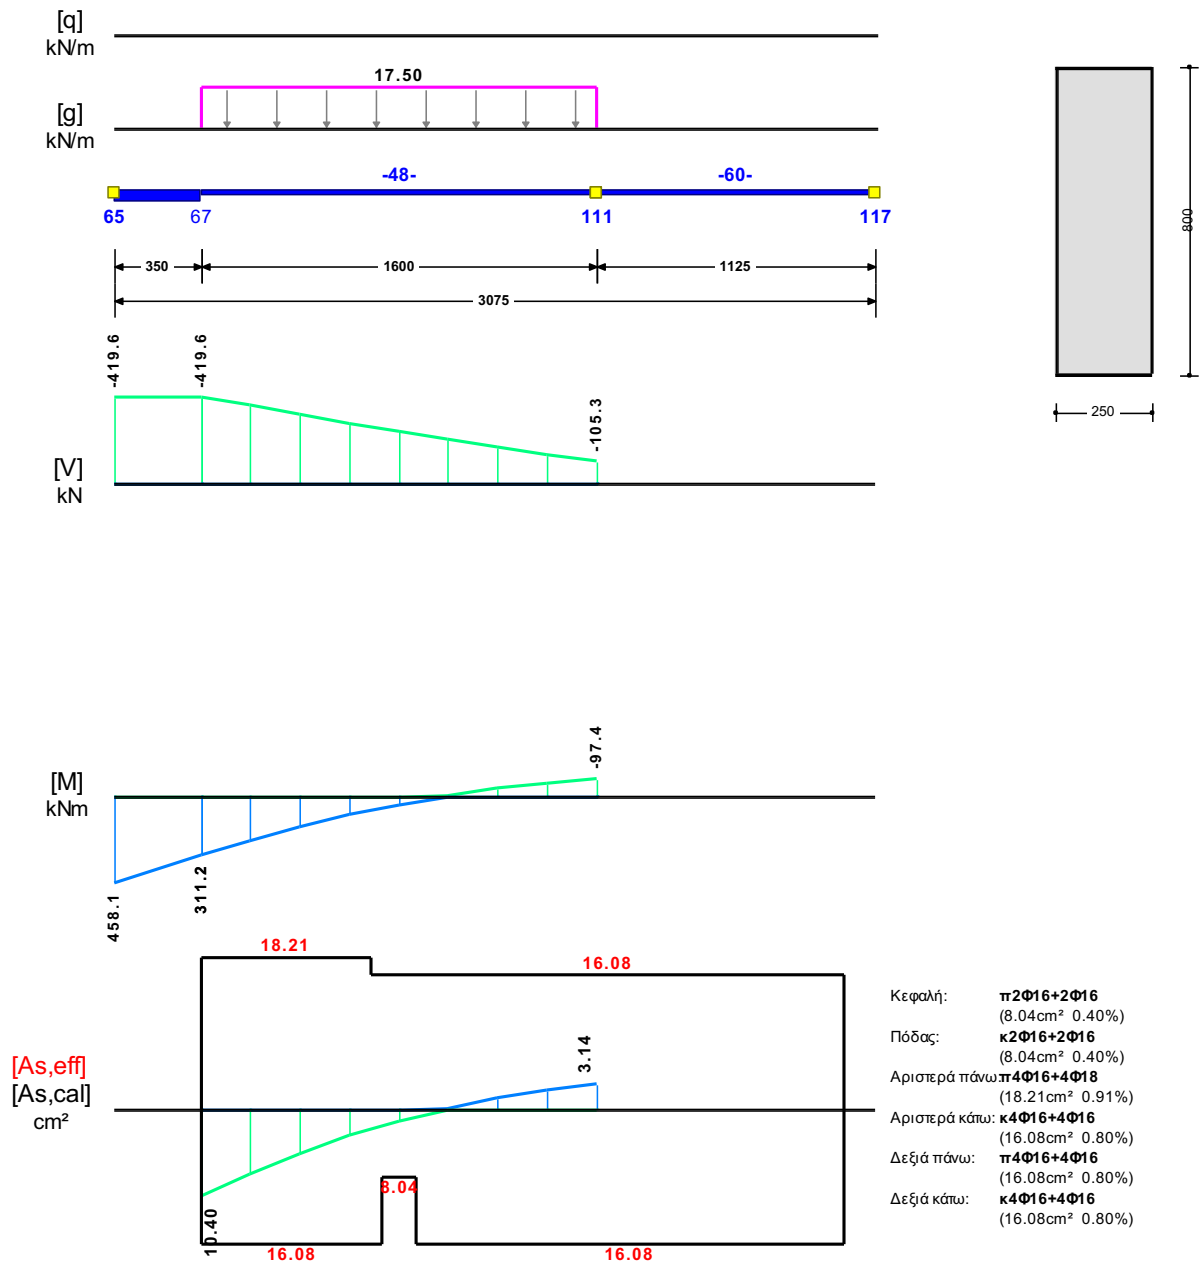 [q]
kN/m
17.50
[g]
kN/m
-48-
-60-
65
67
111
117
350
1600
1125
3075
800
250
-419.6
-419.6
-105.3
[V]
kN
-97.4
[M]
kNm
458.1
311.2
18.21
16.08
[As,eff]
[As,cal]
cm²
3.14
10.40
8.04
16.08
16.08
Κεφαλή: π2Φ16+2Φ16
(8.04cm² 0.40%)
Πόδας: κ2Φ16+2Φ16
(8.04cm² 0.40%)
Αριστερά πάνω: π4Φ16+4Φ18
(18.21cm² 0.91%)
Αριστερά κάτω: κ4Φ16+4Φ16
(16.08cm² 0.80%)
Δεξιά πάνω: π4Φ16+4Φ16
(16.08cm² 0.80%)
Δεξιά κάτω: κ4Φ16+4Φ16
(16.08cm² 0.80%)